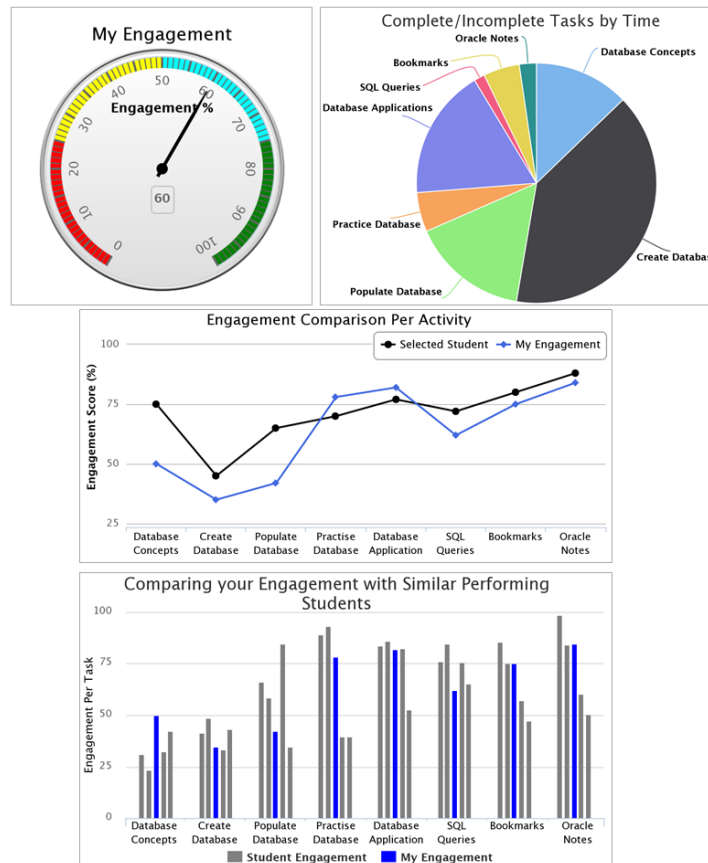 My Engagement
Engagement %
0
10
20
30
40
50
60
70
80
90
100
60
Complete/Incomplete Tasks by Time
Oracle Notes
Bookmarks
SQL Queries
Database Applications
Practice Database
Populate Database
Database Concepts
Create Databas
Engagement Comparison Per Activity
Selected Student My Engagement
Engagement Score (%)
100
75
50
25
Database Create Populate Practise Database SQL Bookmarks Oracle
Concepts Database Database Database Application Queries Notes
Comparing your Engagement with Similar Performing
Students
Engagement Per Task
100
75
50
25
0
Database Create Populate Practise Database SQL Bookmarks Oracle
Concepts Database Database Database Application Queries Notes
Student Engagement My Engagement